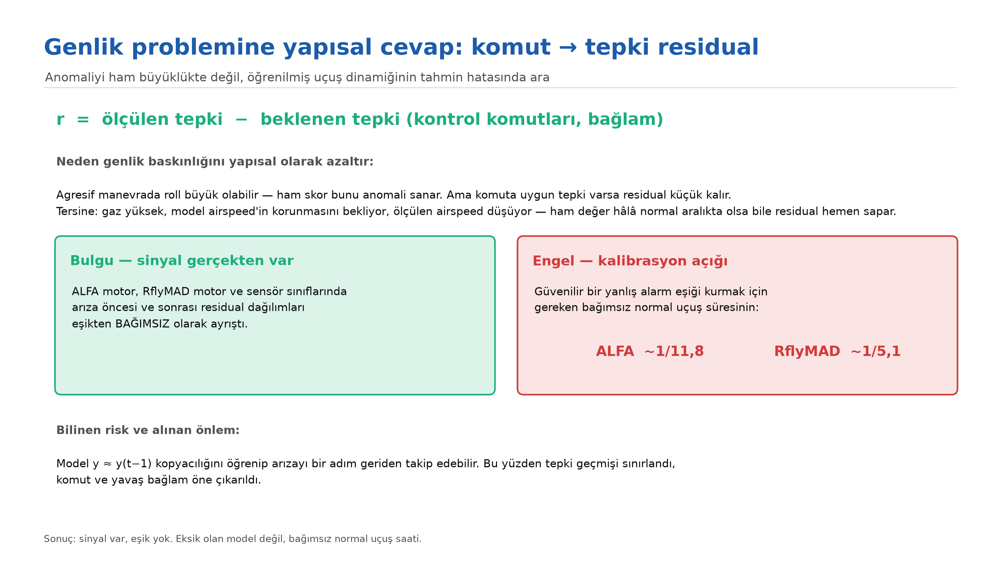 Genlik problemine yapısal cevap: komut → tepki residual
Anomaliyi ham büyüklükte değil, öğrenilmiş uçuş dinamiğinin tahmin hatasında ara
r = ölçülen tepki − beklenen tepki (kontrol komutları, bağlam)
Neden genlik baskınlığını yapısal olarak azaltır:
Agresif manevrada roll büyük olabilir — ham skor bunu anomali sanar. Ama komuta uygun tepki varsa residual küçük kalır.
Tersine: gaz yüksek, model airspeed'in korunmasını bekliyor, ölçülen airspeed düşüyor — ham değer hâlâ normal aralıkta olsa bile residual hemen sapar.
Bulgu — sinyal gerçekten var
ALFA motor, RflyMAD motor ve sensör sınıflarında
arıza öncesi ve sonrası residual dağılımları
eşikten BAĞIMSIZ olarak ayrıştı.
Engel — kalibrasyon açığı
Güvenilir bir yanlış alarm eşiği kurmak için
gereken bağımsız normal uçuş süresinin:
ALFA ~1/11,8
RflyMAD ~1/5,1
Bilinen risk ve alınan önlem:
Model y ≈ y(t−1) kopyacılığını öğrenip arızayı bir adım geriden takip edebilir. Bu yüzden tepki geçmişi sınırlandı,
komut ve yavaş bağlam öne çıkarıldı.
Sonuç: sinyal var, eşik yok. Eksik olan model değil, bağımsız normal uçuş saati.